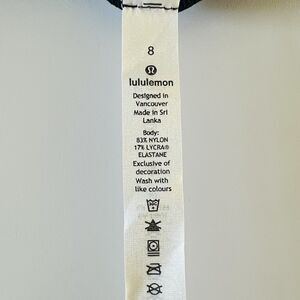 8
lululemon
Designed in
Vancouver
Made in Sri
Lanka
Body:
83% NYLON
17% LYCRA®
ELASTANE
Exclusive of
decoration
Wash with
like colours